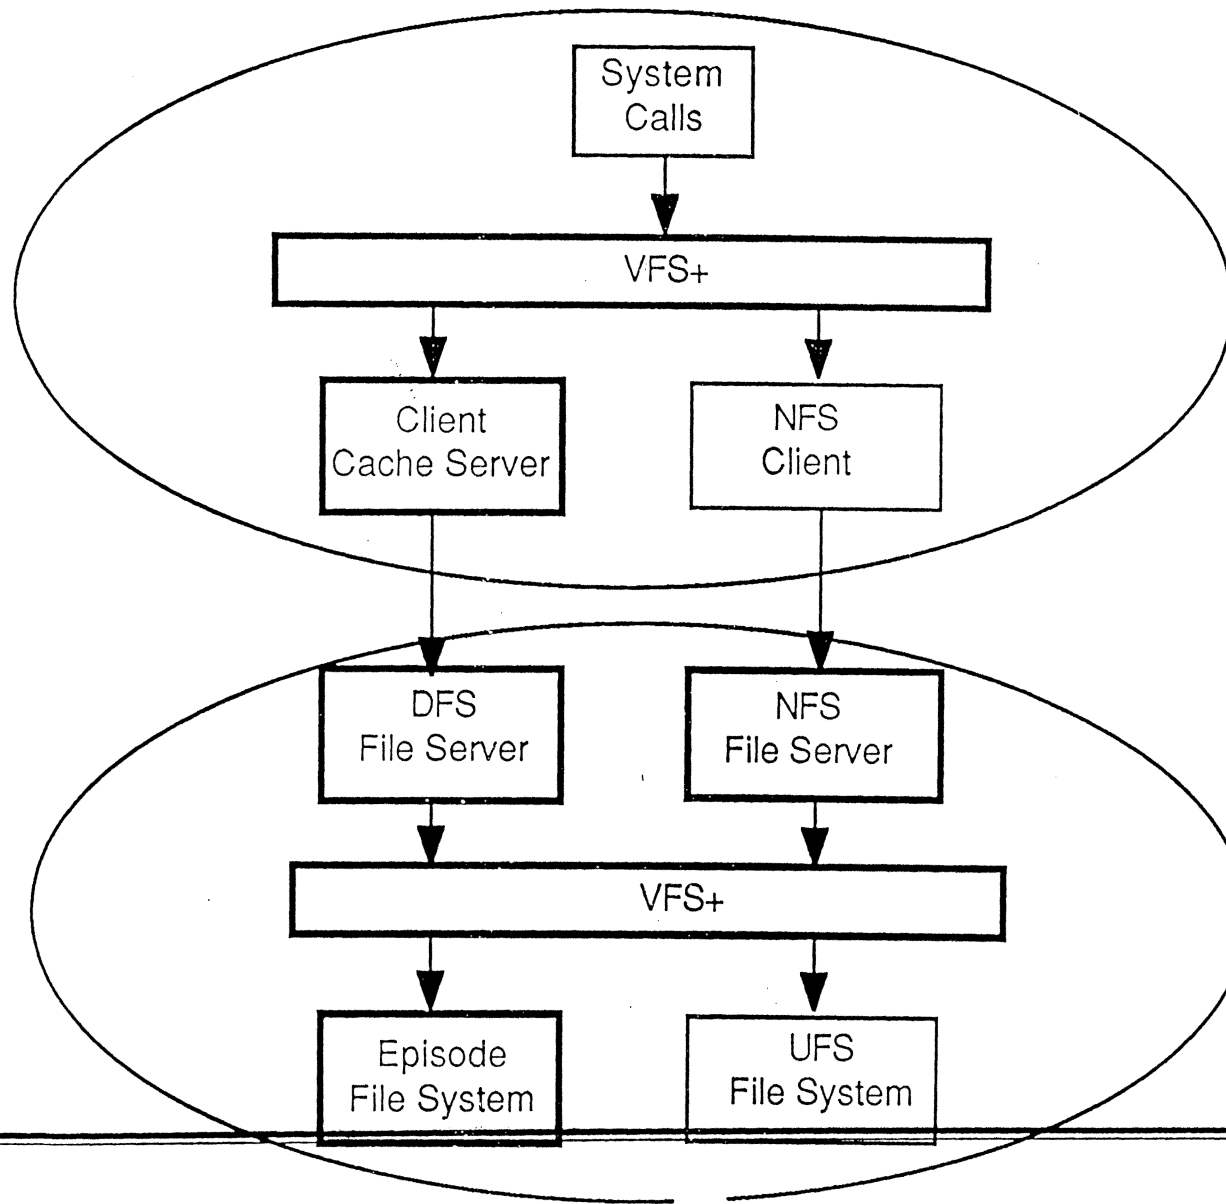 System
Calls
VFS+
Client
Cache Server
NFS
Client
DFS
File Server
NFS
File Server
VFS+
Episode
File System
UFS
File System